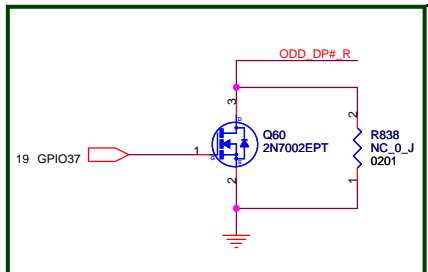 ODD_DP#_R
3
2
1
Q60
2N7002EPT
R838
NC_0_J
0201
19 GPIO37
D
G
S
2
1